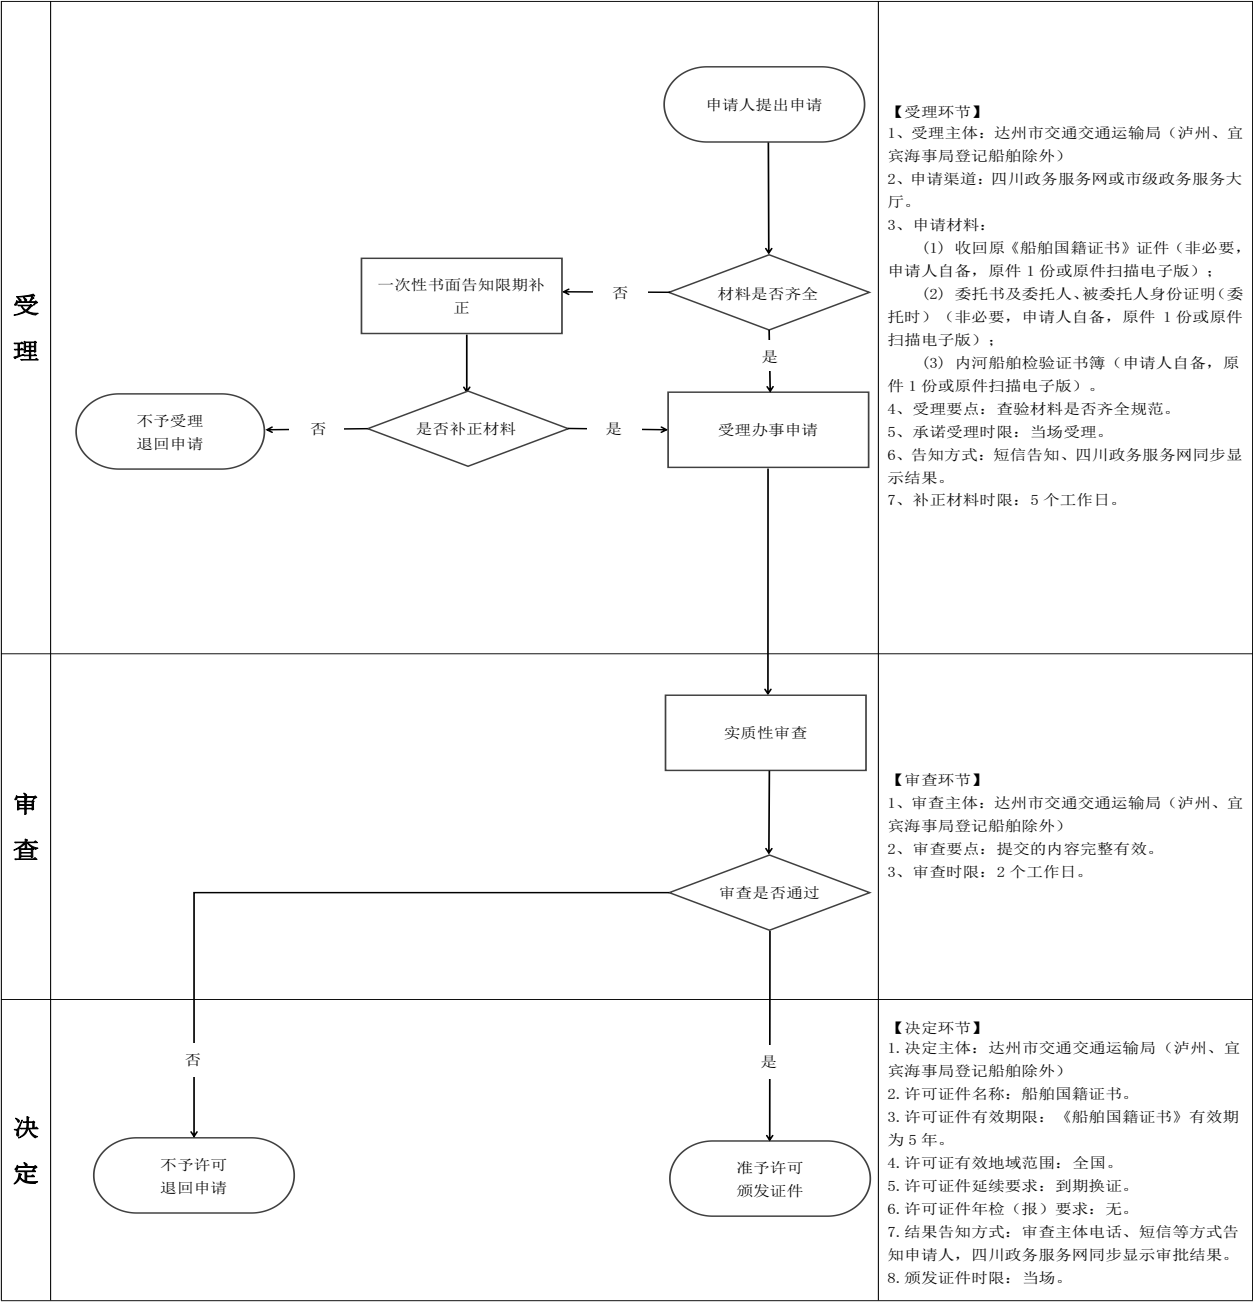 受
理
申请人提出申请
材料是否齐全
否
一次性书面告知限期补
正
是
是否补正材料
否
不予受理
退回申请
是
受理办事申请
【受理环节】
1、受理主体：达州市交通交通运输局（泸州、宜
宾海事局登记船舶除外）
2、申请渠道：四川政务服务网或市级政务服务大
厅。
3、申请材料：
（1）收回原《船舶国籍证书》证件（非必要，
申请人自备，原件 1 份或原件扫描电子版）；
（2）委托书及委托人、被委托人身份证明（委
托时）（非必要，申请人自备，原件 1 份或原件
扫描电子版）；
（3）内河船舶检验证书簿（申请人自备，原
件 1 份或原件扫描电子版）。
4、受理要点：查验材料是否齐全规范。
5、承诺受理时限：当场受理。
6、告知方式：短信告知、四川政务服务网同步显
示结果。
7、补正材料时限：5 个工作日。
审
查
实质性审查
审查是否通过
【审查环节】
1、审查主体：达州市交通交通运输局（泸州、宜
宾海事局登记船舶除外）
2、审查要点：提交的内容完整有效。
3、审查时限：2 个工作日。
决
定
否
不予许可
退回申请
是
准予许可
颁发证件
【决定环节】
1.决定主体：达州市交通交通运输局（泸州、宜
宾海事局登记船舶除外）
2.许可证件名称：船舶国籍证书。
3.许可证件有效期限：《船舶国籍证书》有效期
为 5 年。
4.许可证有效地域范围：全国。
5.许可证件延续要求：到期换证。
6.许可证件年检（报）要求：无。
7.结果告知方式：审查主体电话、短信等方式告
知申请人，四川政务服务网同步显示审批结果。
8.颁发证件时限：当场。